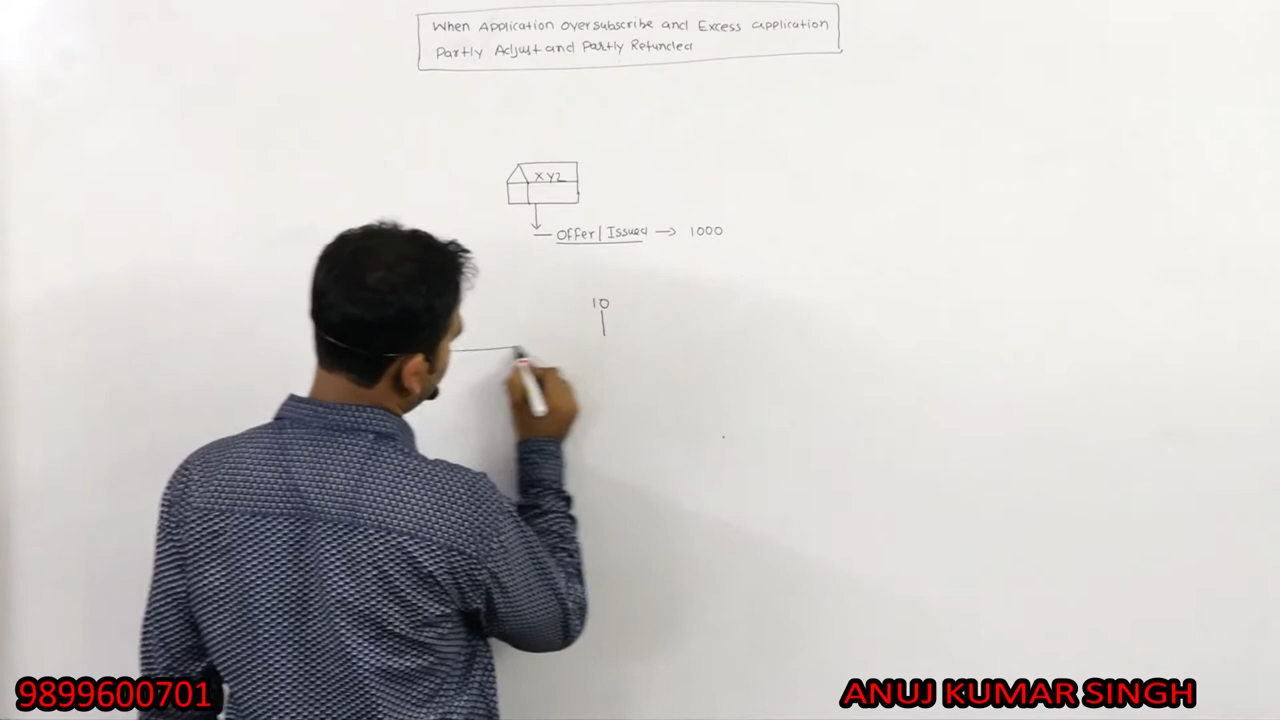 When Application oversubscribe and Excess application
Partly Adjust and Partly Refunded
XYZ
Offer/Issued → 1000
10
9899600701
ANUJ KUMAR SINGH